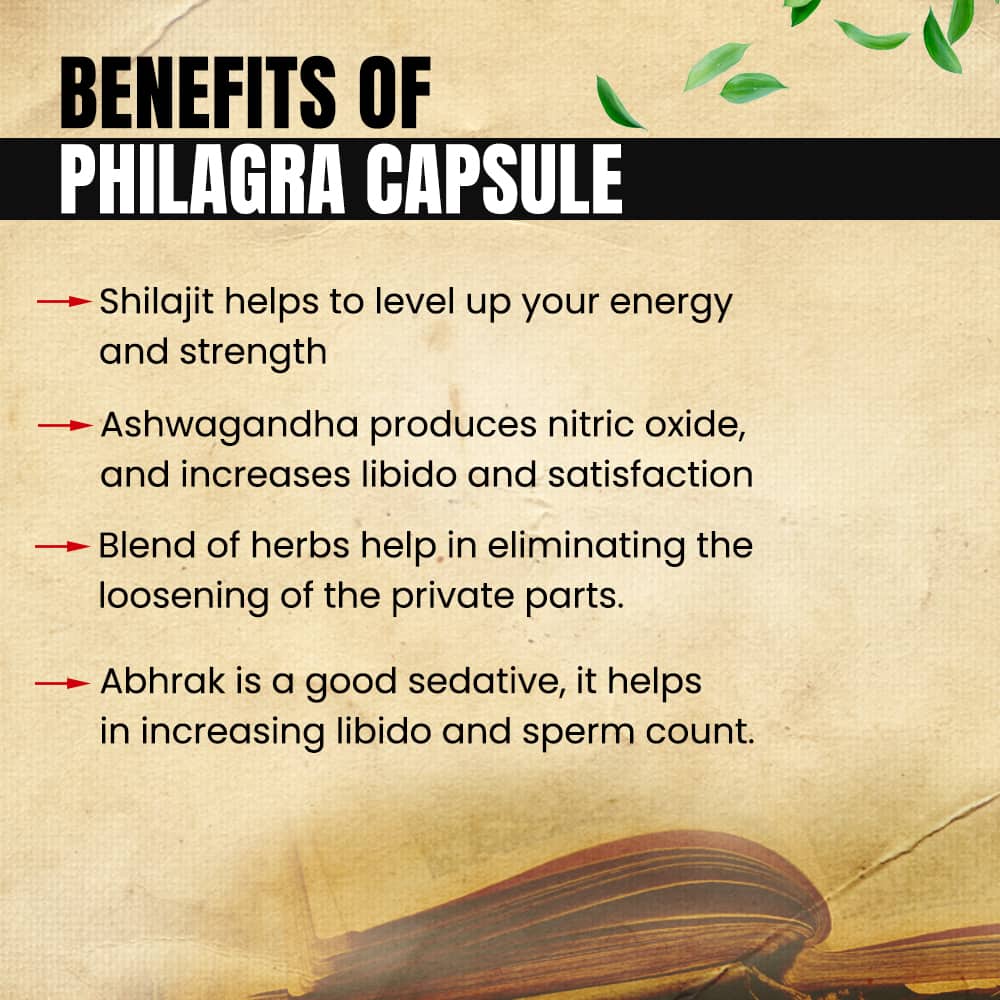 BENEFITS OF
PHILAGRA CAPSULE
Shilajit helps to level up your energy
and strength
Ashwagandha produces nitric oxide,
and increases libido and satisfaction
Blend of herbs help in eliminating the
loosening of the private parts.
Abhrak is a good sedative, it helps
in increasing libido and sperm count.